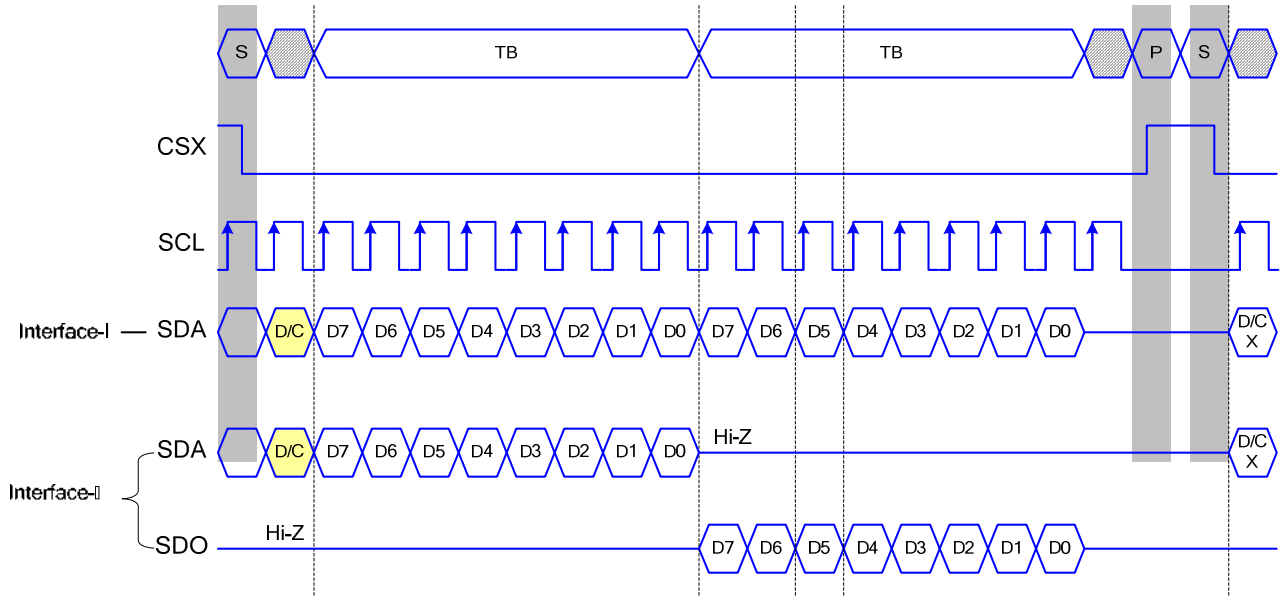 S TB TB P S
CSX
SCL
Interface-I SDA D/C D7 D6 D5 D4 D3 D2 D1 D0 D7 D6 D5 D4 D3 D2 D1 D0 D/C X
SDA D/C D7 D6 D5 D4 D3 D2 D1 D0 Hi-Z D/C X
Interface-▯
SDO Hi-Z D7 D6 D5 D4 D3 D2 D1 D0